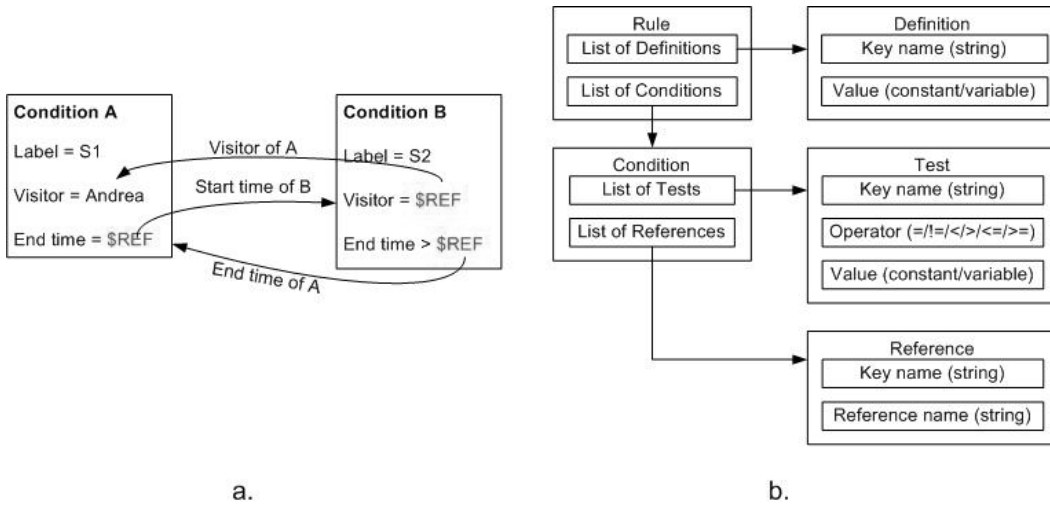 Condition A
Label = S1
Visitor = Andrea
End time = $REF
Visitor of A
Start time of B
End time of A
Condition B
Label = S2
Visitor = $REF
End time > $REF
a.
Rule
List of Definitions
List of Conditions
Definition
Key name (string)
Value (constant/variable)
Condition
List of Tests
List of References
Test
Key name (string)
Operator (=/!=/</>/<=/>=)
Value (constant/variable)
Reference
Key name (string)
Reference name (string)
b.